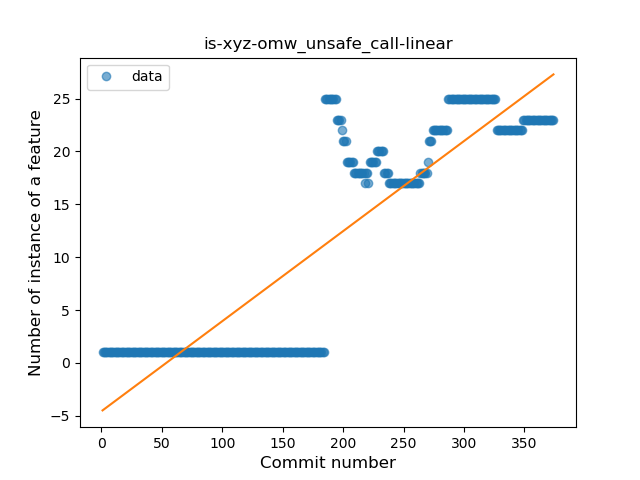 is-xyz-omw_unsafe_call-linear
data
Number of instance of a feature
25
20
15
10
5
0
−5
0 50 100 150 200 250 300 350
Commit number